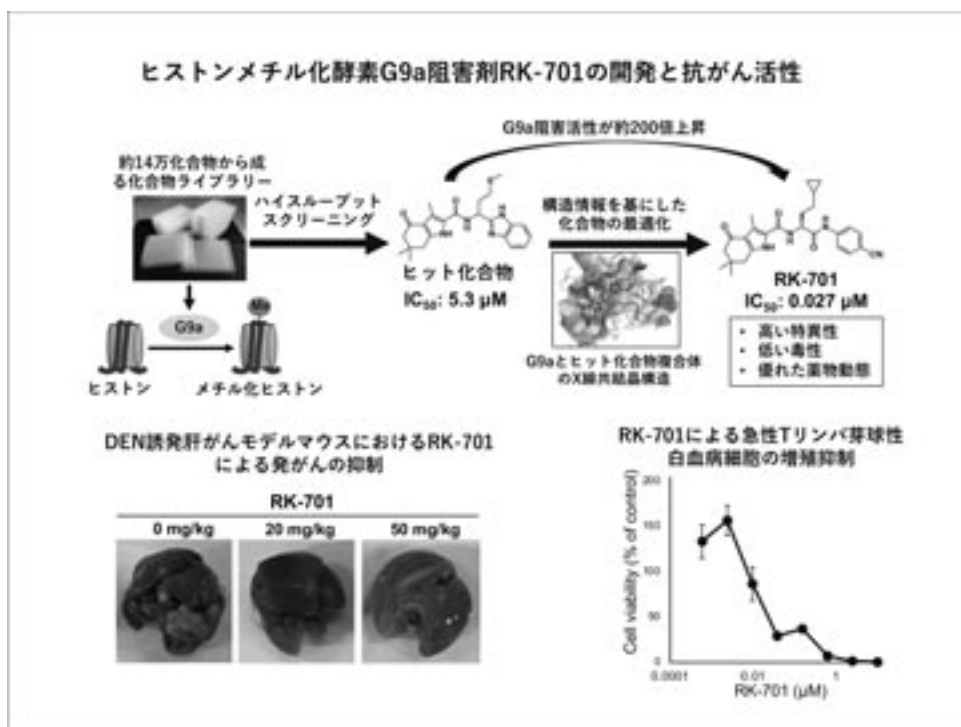 ヒストンメチル化酵素G9a阻害剤RK-701の開発と抗がん活性
G9a阻害活性が約200倍上昇
約14万化合物から成
る化合物ライブラリー
ハイスループット
スクリーニング
ヒット化合物
IC50: 5.3 μM
構造情報を基にした
化合物の最適化
G9aとヒット化合物複合体
のX線共結晶構造
RK-701
IC50: 0.027 μM
• 高い特異性
• 低い毒性
• 優れた薬物動態
G9a
Me
ヒストン
メチル化ヒストン
DEN誘発肝がんモデルマウスにおけるRK-701
による発がんの抑制
RK-701
0 mg/kg
20 mg/kg
50 mg/kg
RK-701による急性Tリンパ芽球性
白血病細胞の増殖抑制
Cell viability (% of control)
200
150
100
50
0
0.0001
0.01
1
RK-701 (μM)